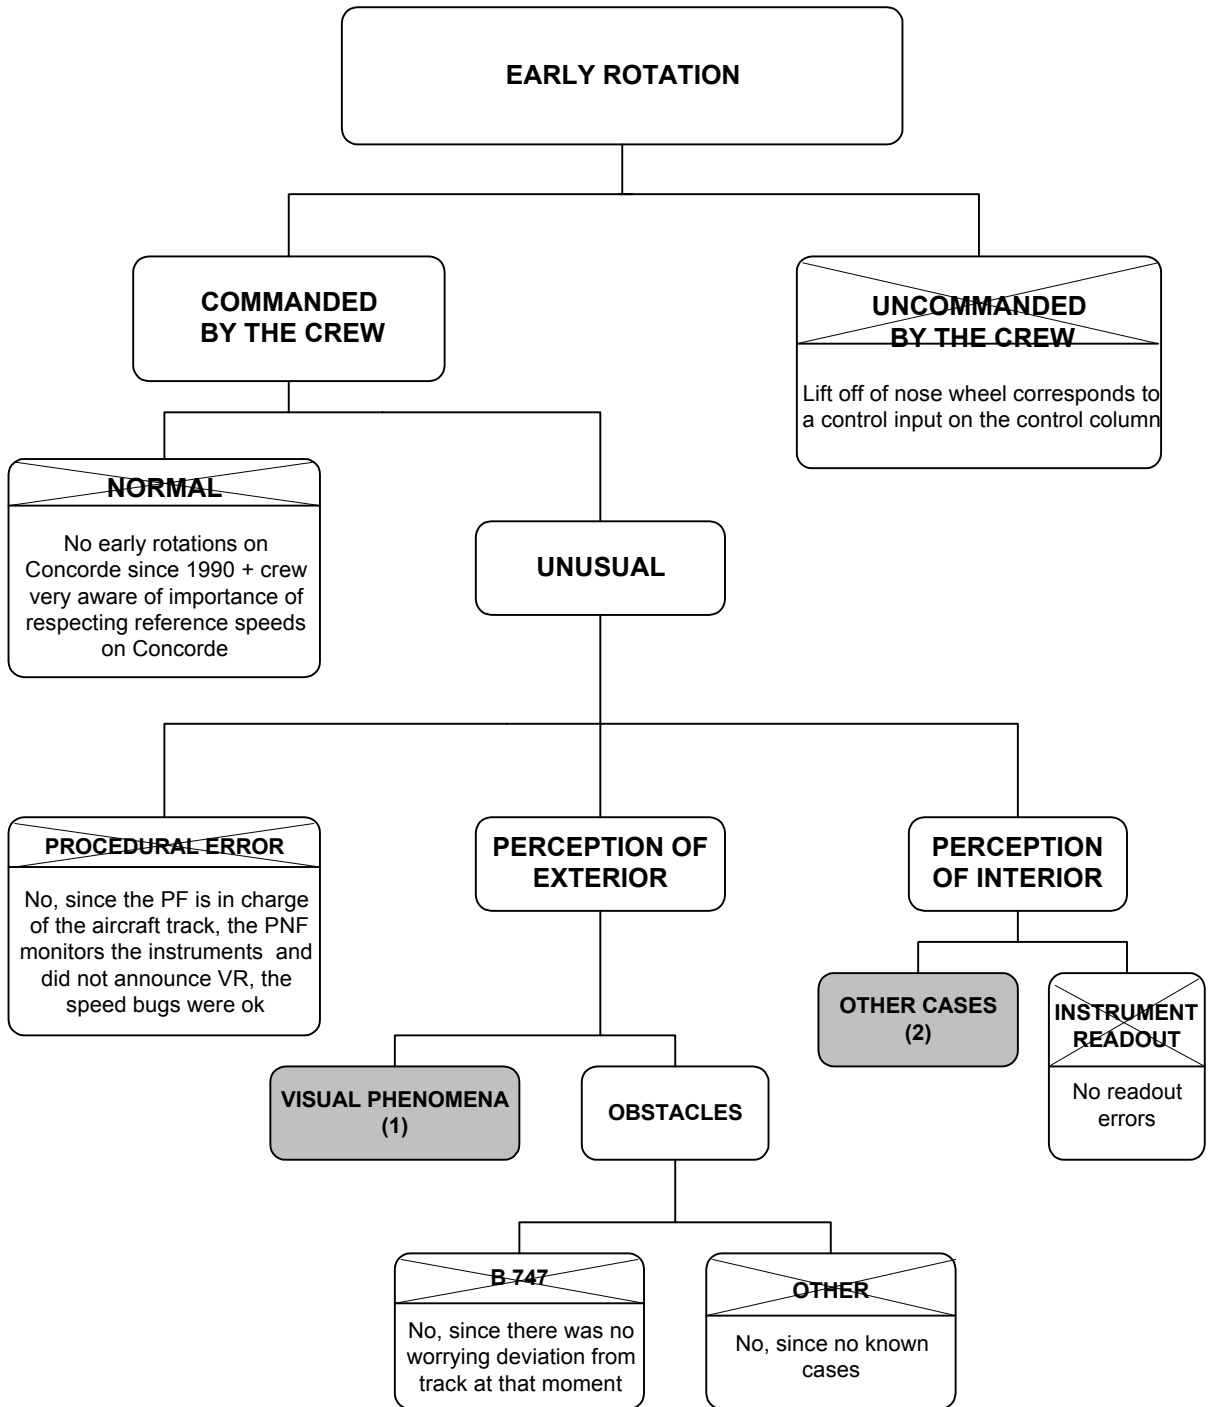 EARLY ROTATION
COMMANDED
BY THE CREW
UNCOMMANDED
BY THE CREW
Lift off of nose wheel corresponds to
a control input on the control column
NORMAL
No early rotations on
Concorde since 1990 + crew
very aware of importance of
respecting reference speeds
on Concorde
UNUSUAL
PROCEDURAL ERROR
No, since the PF is in charge
of the aircraft track, the PNF
monitors the instruments and
did not announce VR, the
speed bugs were ok
PERCEPTION OF
EXTERIOR
PERCEPTION
OF INTERIOR
OTHER CASES
(2)
INSTRUMENT
READOUT
No readout
errors
VISUAL PHENOMENA
(1)
OBSTACLES
B 747
No, since there was no
worrying deviation from
track at that moment
OTHER
No, since no known
cases